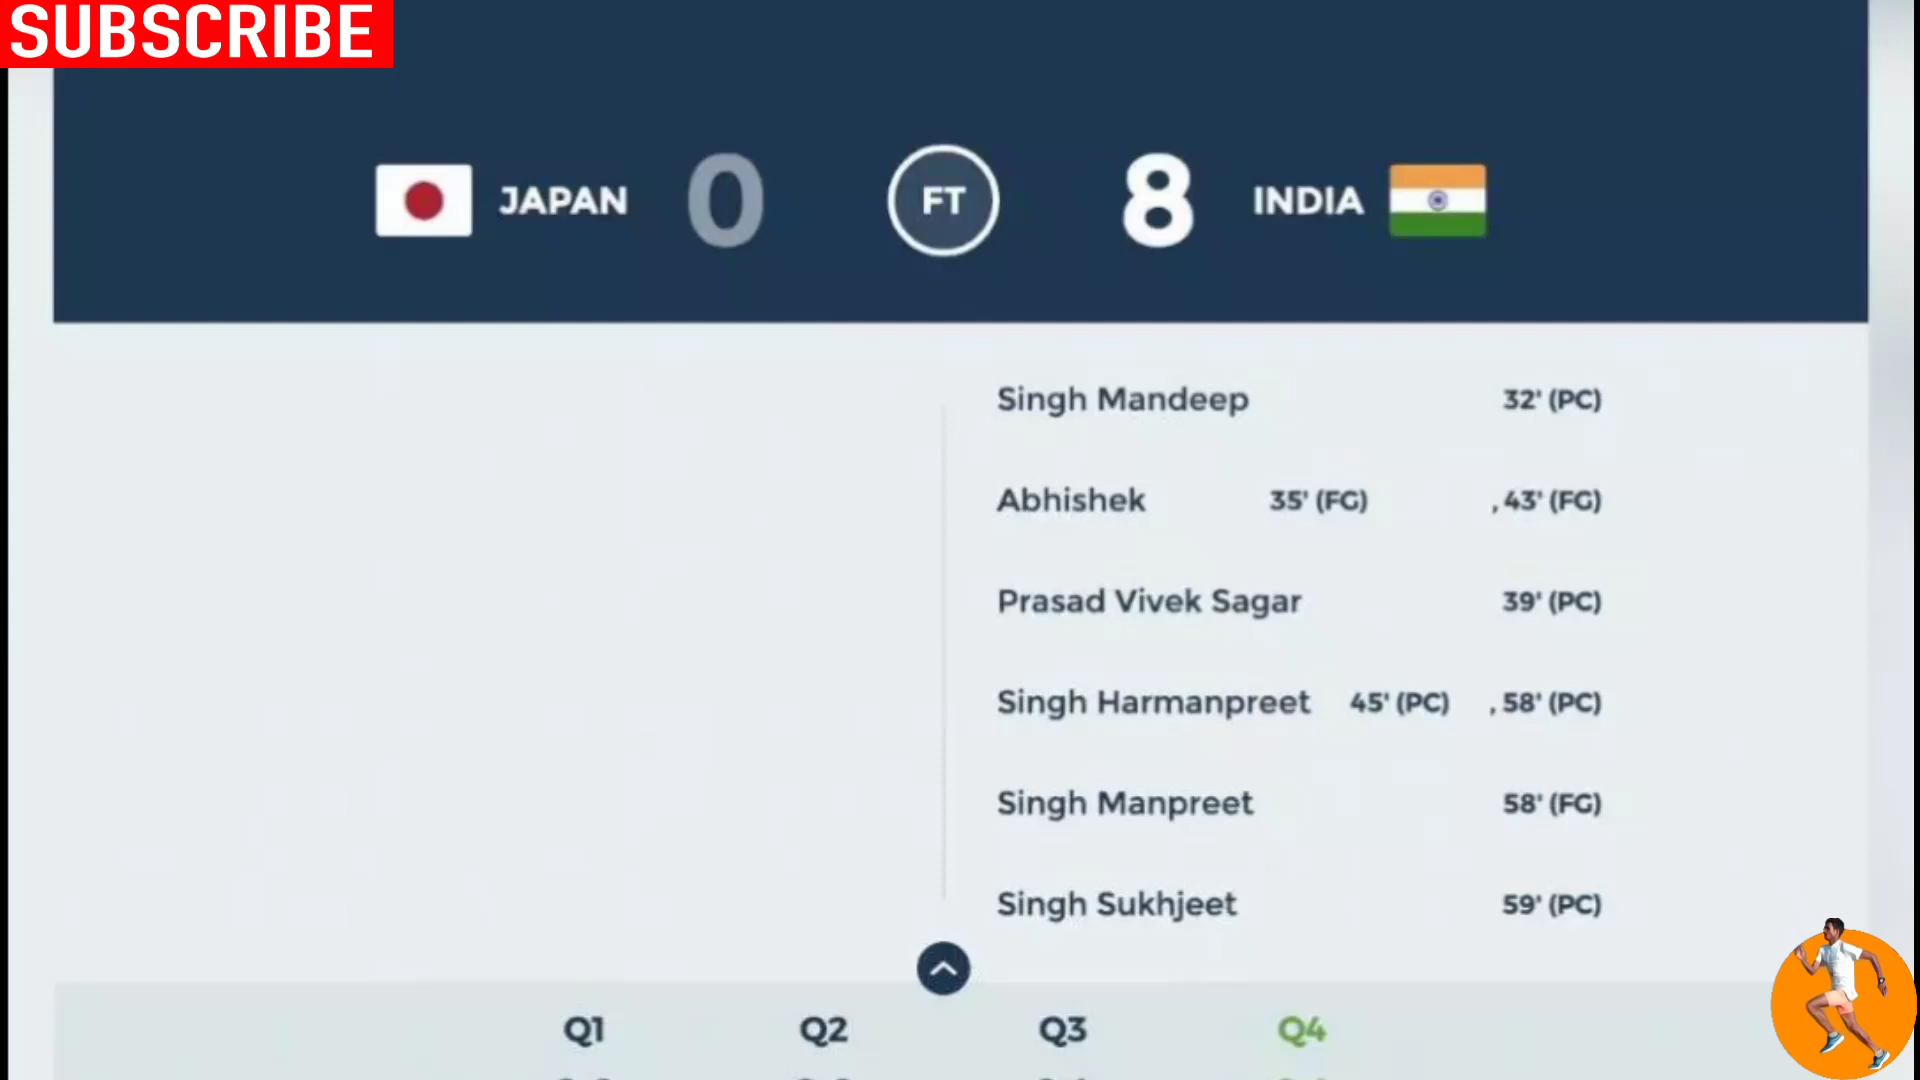 SUBSCRIBE
JAPAN 0 FT 8 INDIA
Singh Mandeep 32' (PC)
Abhishek 35' (FG) , 43' (FG)
Prasad Vivek Sagar 39' (PC)
Singh Harmanpreet 45' (PC) , 58' (PC)
Singh Manpreet 58' (FG)
Singh Sukhjeet 59' (PC)
Q1 Q2 Q3 Q4